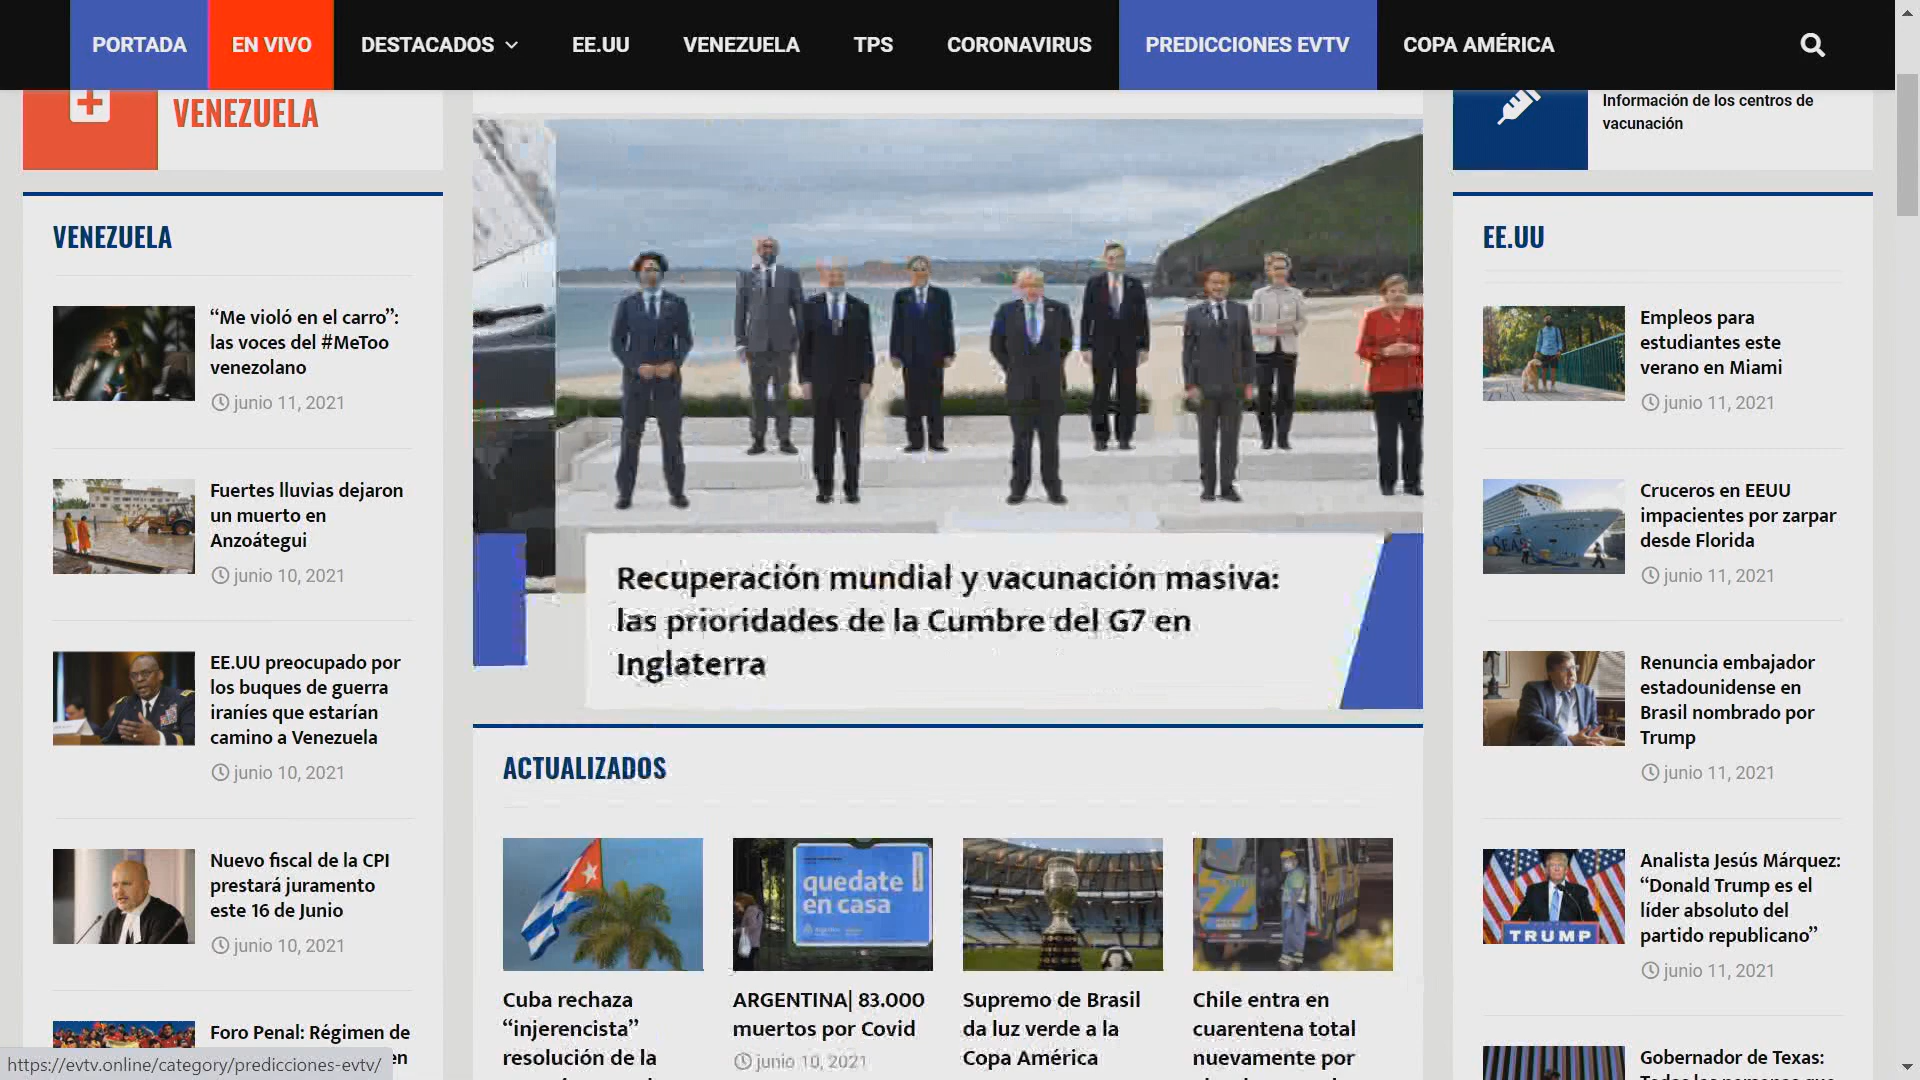 PORTADA
EN VIVO
DESTACADOS
EE.UU
VENEZUELA
TPS
CORONAVIRUS
PREDICCIONES EVTV
COPA AMÉRICA
VENEZUELA
Información de los centros de
vacunación
VENEZUELA
“Me violó en el carro”:
las voces del #MeToo
venezolano
junio 11, 2021
Fuertes lluvias dejaron
un muerto en
Anzoátegui
junio 10, 2021
EE.UU preocupado por
los buques de guerra
iraníes que estarían
camino a Venezuela
junio 10, 2021
Nuevo fiscal de la CPI
prestará juramento
este 16 de Junio
junio 10, 2021
Foro Penal: Régimen de
en
https://evtv.online/category/predicciones-evtv/
Recuperación mundial y vacunación masiva:
las prioridades de la Cumbre del G7 en
Inglaterra
ACTUALIZADOS
quedate
en casa
Cuba rechaza
“injerencista”
resolución de la
ARGENTINA| 83.000
muertos por Covid
junio 10, 2021
Supremo de Brasil
da luz verde a la
Copa América
Chile entra en
cuarentena total
nuevamente por
EE.UU
Empleos para
estudiantes este
verano en Miami
junio 11, 2021
SEAS
Cruceros en EEUU
impacientes por zarpar
desde Florida
junio 11, 2021
Renuncia embajador
estadounidense en
Brasil nombrado por
Trump
junio 11, 2021
TRUMP
Analista Jesús Márquez:
“Donald Trump es el
líder absoluto del
partido republicano”
junio 11, 2021
Gobernador de Texas: